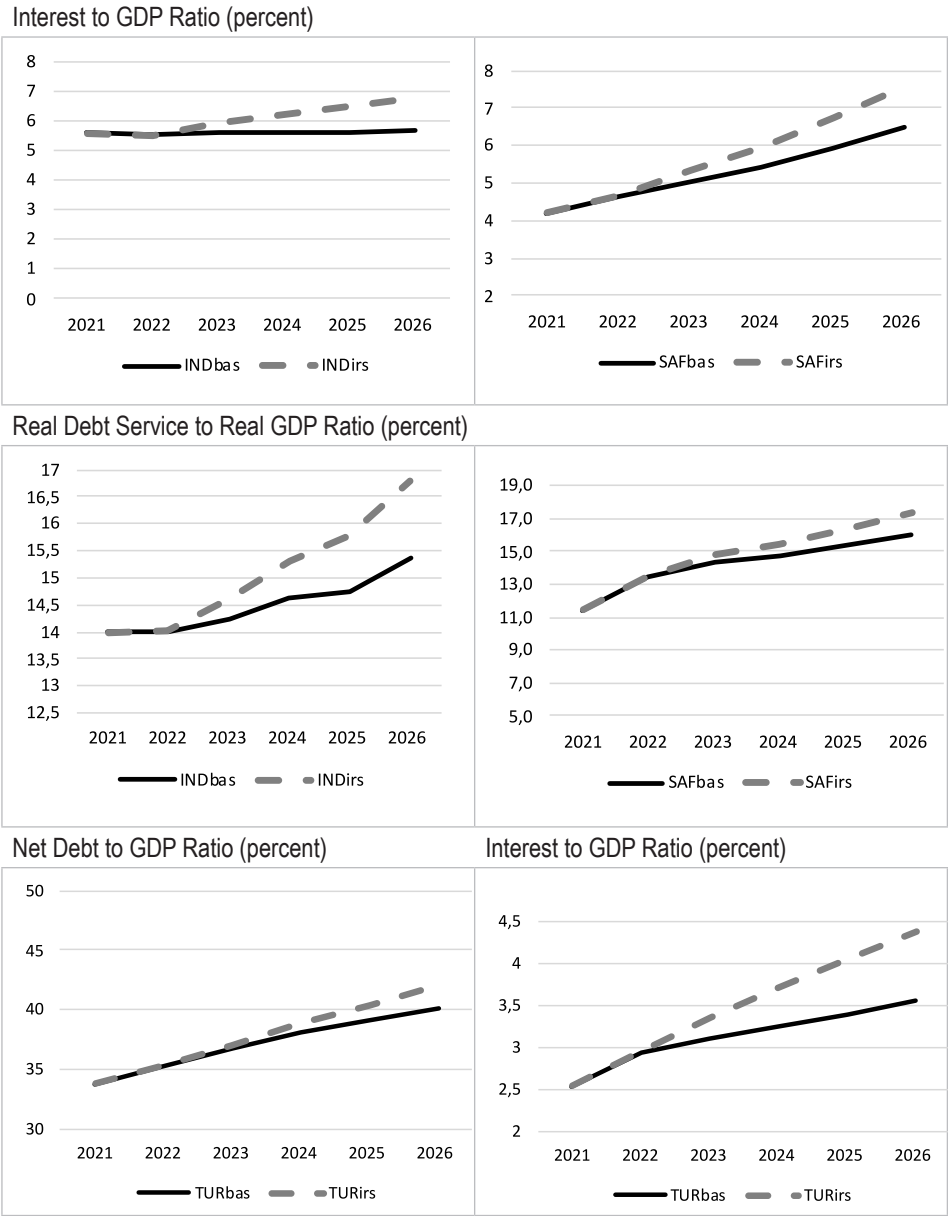 Interest to GDP Ratio (percent)
8
7
6
5
4
3
2
1
0
2021 2022 2023 2024 2025 2026
INDbas INDirs
8
7
6
5
4
3
2
2021 2022 2023 2024 2025 2026
SAFbas SAFirs
Real Debt Service to Real GDP Ratio (percent)
17
16,5
16
15,5
15
14,5
14
13,5
13
12,5
2021 2022 2023 2024 2025 2026
INDbas INDirs
19,0
17,0
15,0
13,0
11,0
9,0
7,0
5,0
2021 2022 2023 2024 2025 2026
SAFbas SAFirs
Net Debt to GDP Ratio (percent)
50
45
40
35
30
2021 2022 2023 2024 2025 2026
TURbas TURirs
Interest to GDP Ratio (percent)
4,5
4
3,5
3
2,5
2
2021 2022 2023 2024 2025 2026
TURbas TURirs